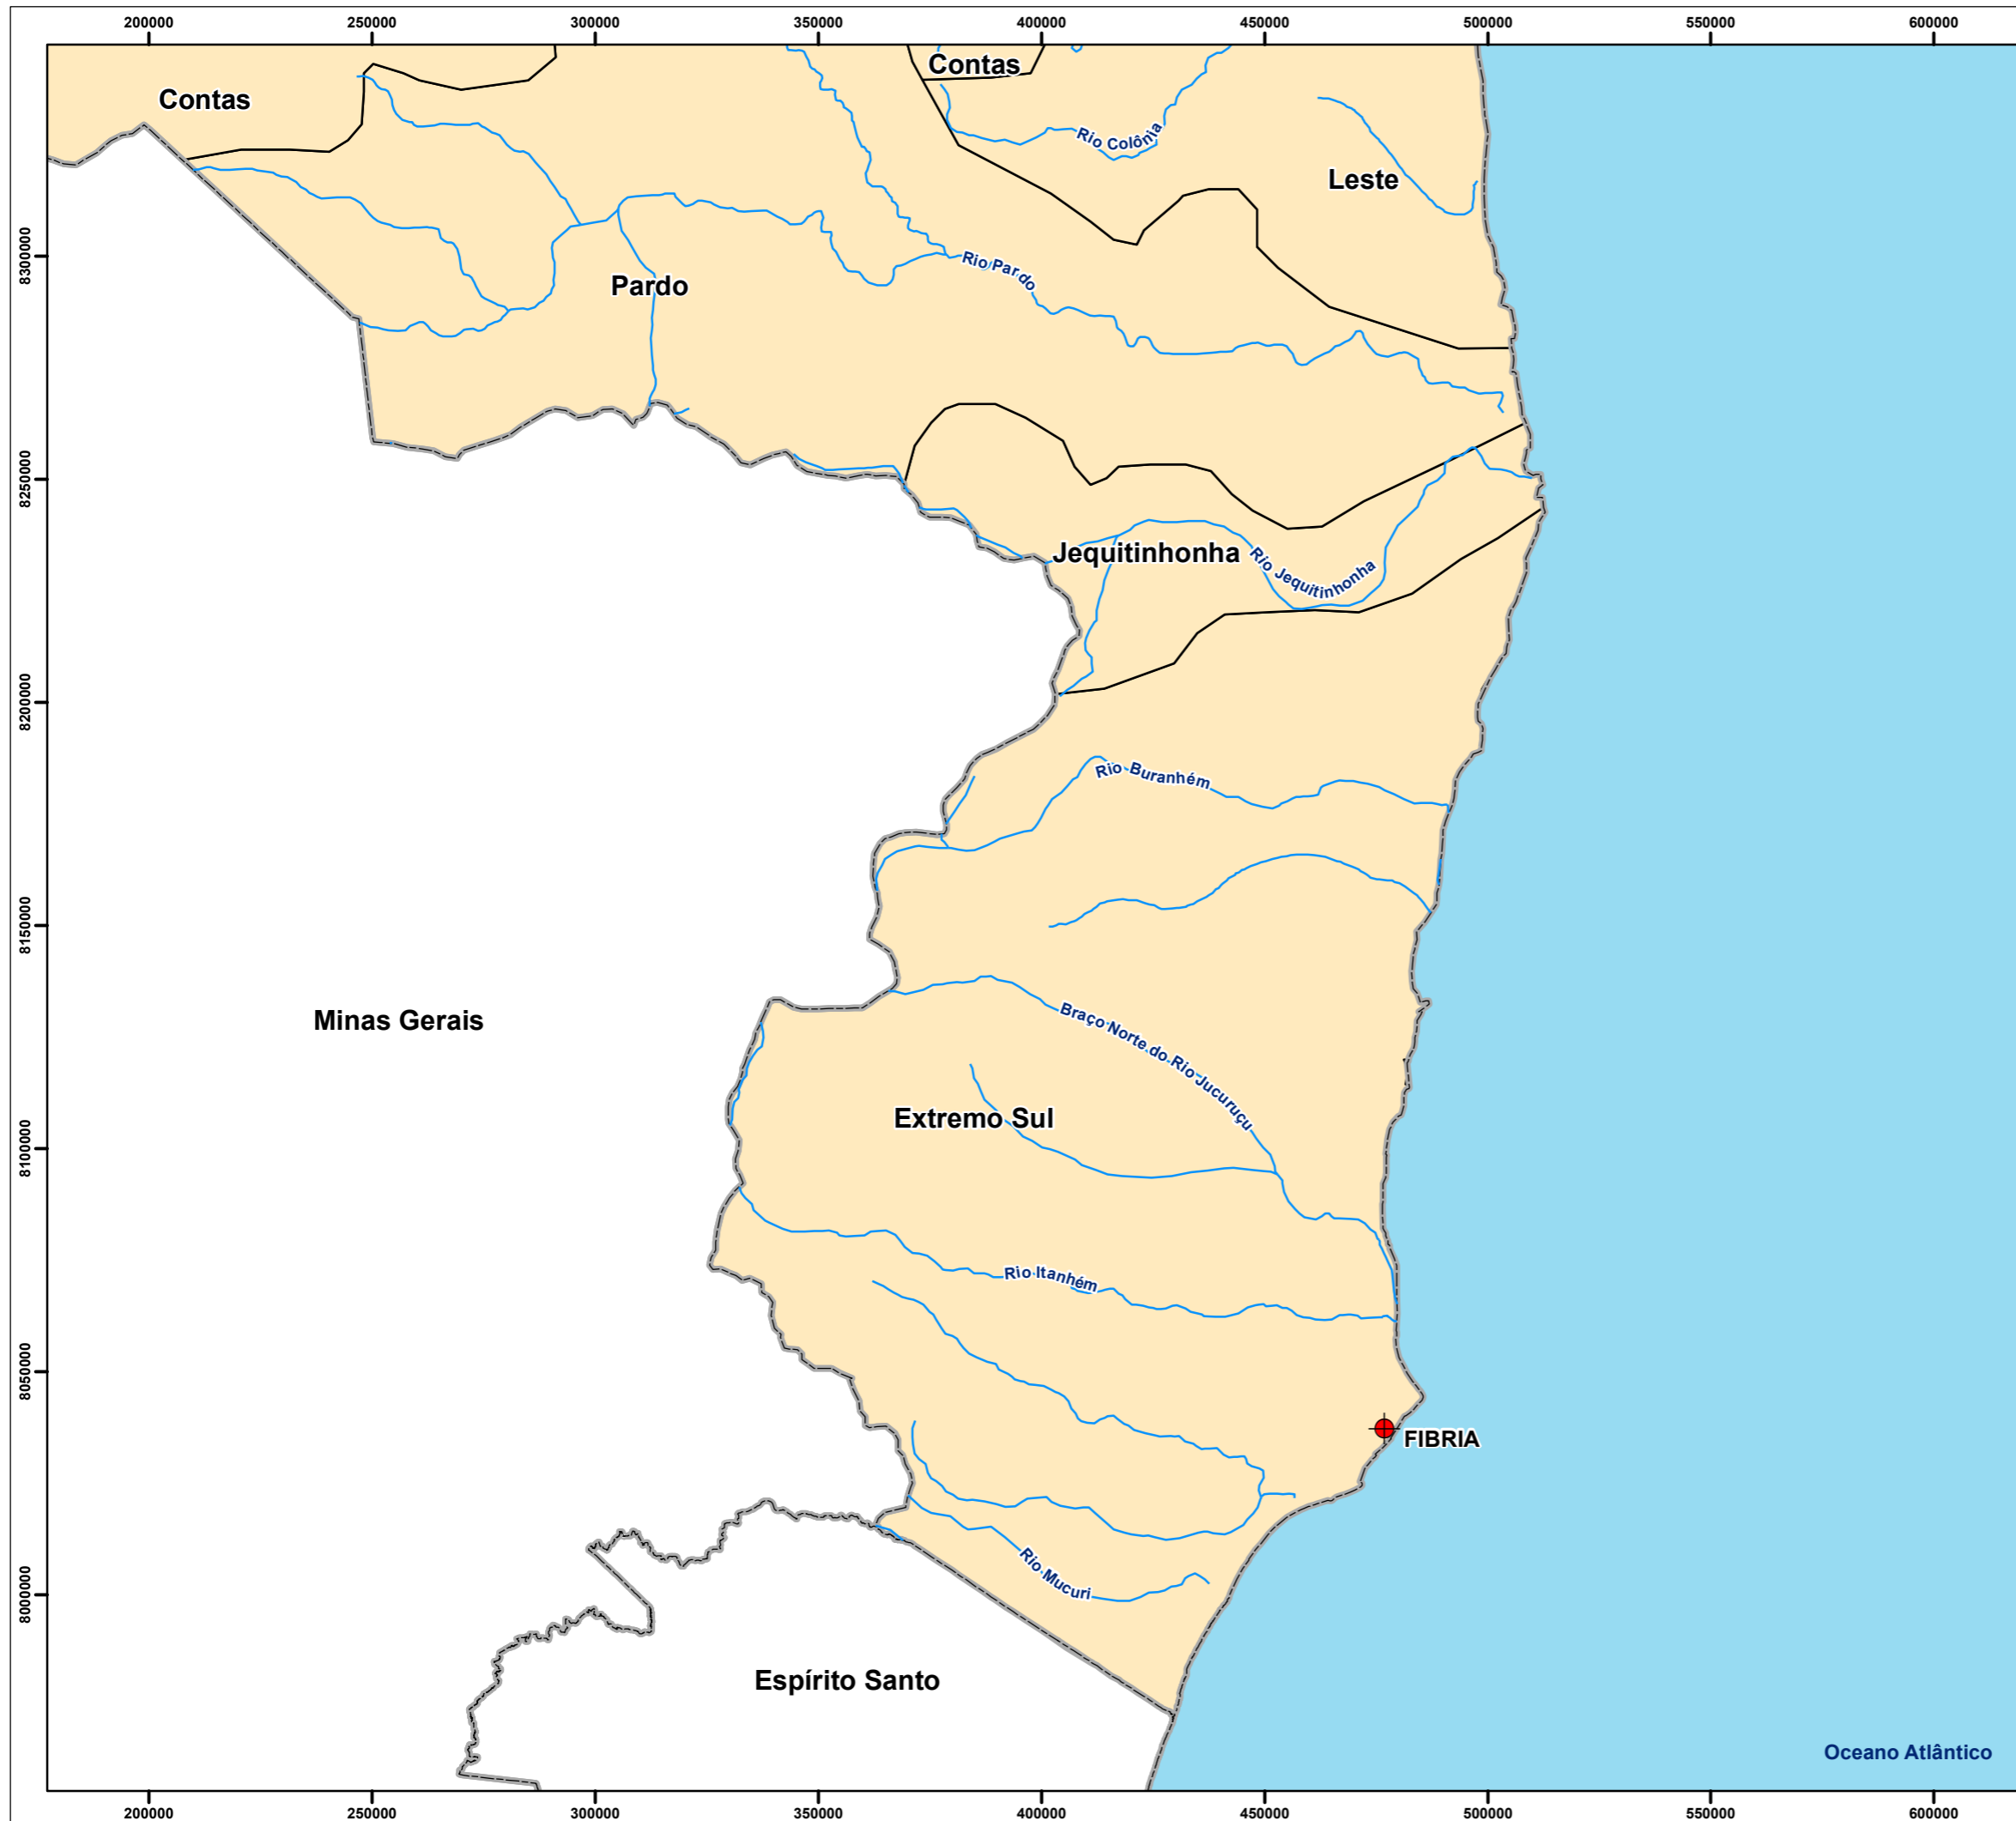 200000 250000 300000 350000 400000 450000 500000 550000 600000
Contas
Contas
Rio Colônia
Leste
8300000
Rio Pardo
Pardo
8250000
Jequitinhonha
Rio Jequitinhonha
8200000
Rio Buranhém
8150000
Minas Gerais
Braço Norte do Rio Jucuruçu
Extremo Sul
8100000
Rio Itanhém
8050000
FIBRIA
Rio Mucuri
8000000
Espírito Santo
Oceano Atlântico
200000 250000 300000 350000 400000 450000 500000 550000 600000